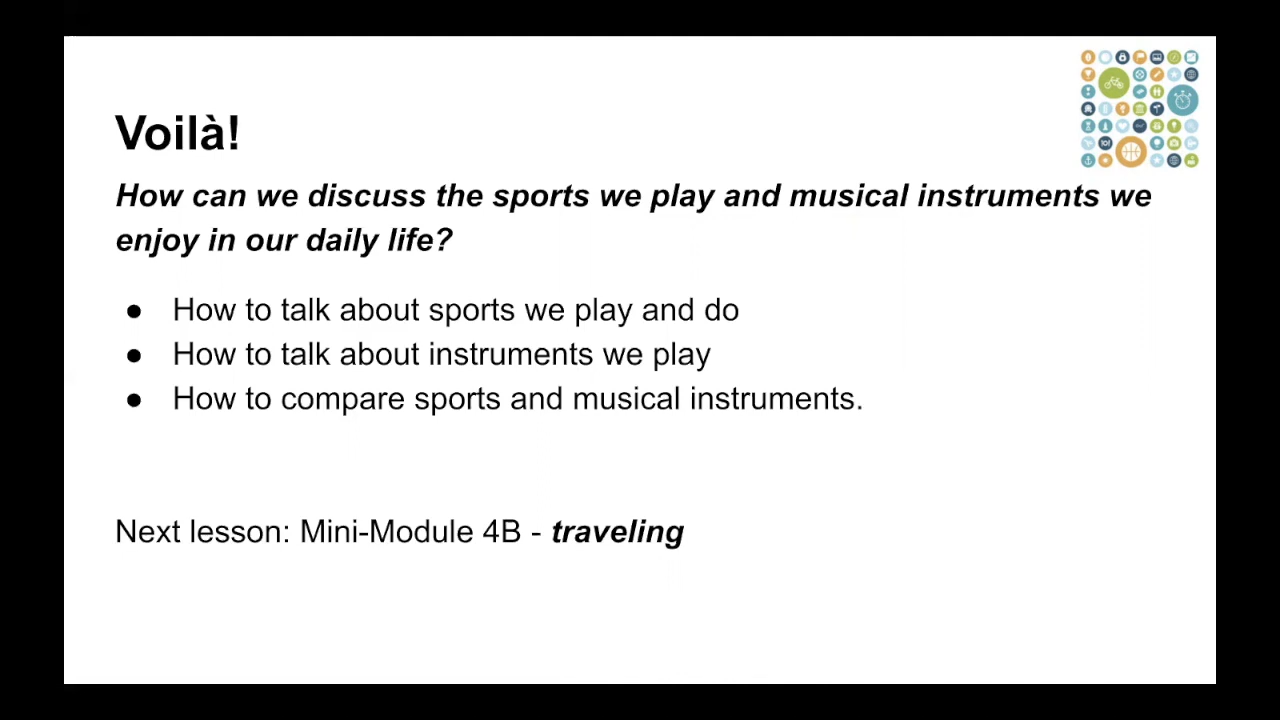 Voilà!
How can we discuss the sports we play and musical instruments we
enjoy in our daily life?
● How to talk about sports we play and do
● How to talk about instruments we play
● How to compare sports and musical instruments.
Next lesson: Mini-Module 4B - traveling